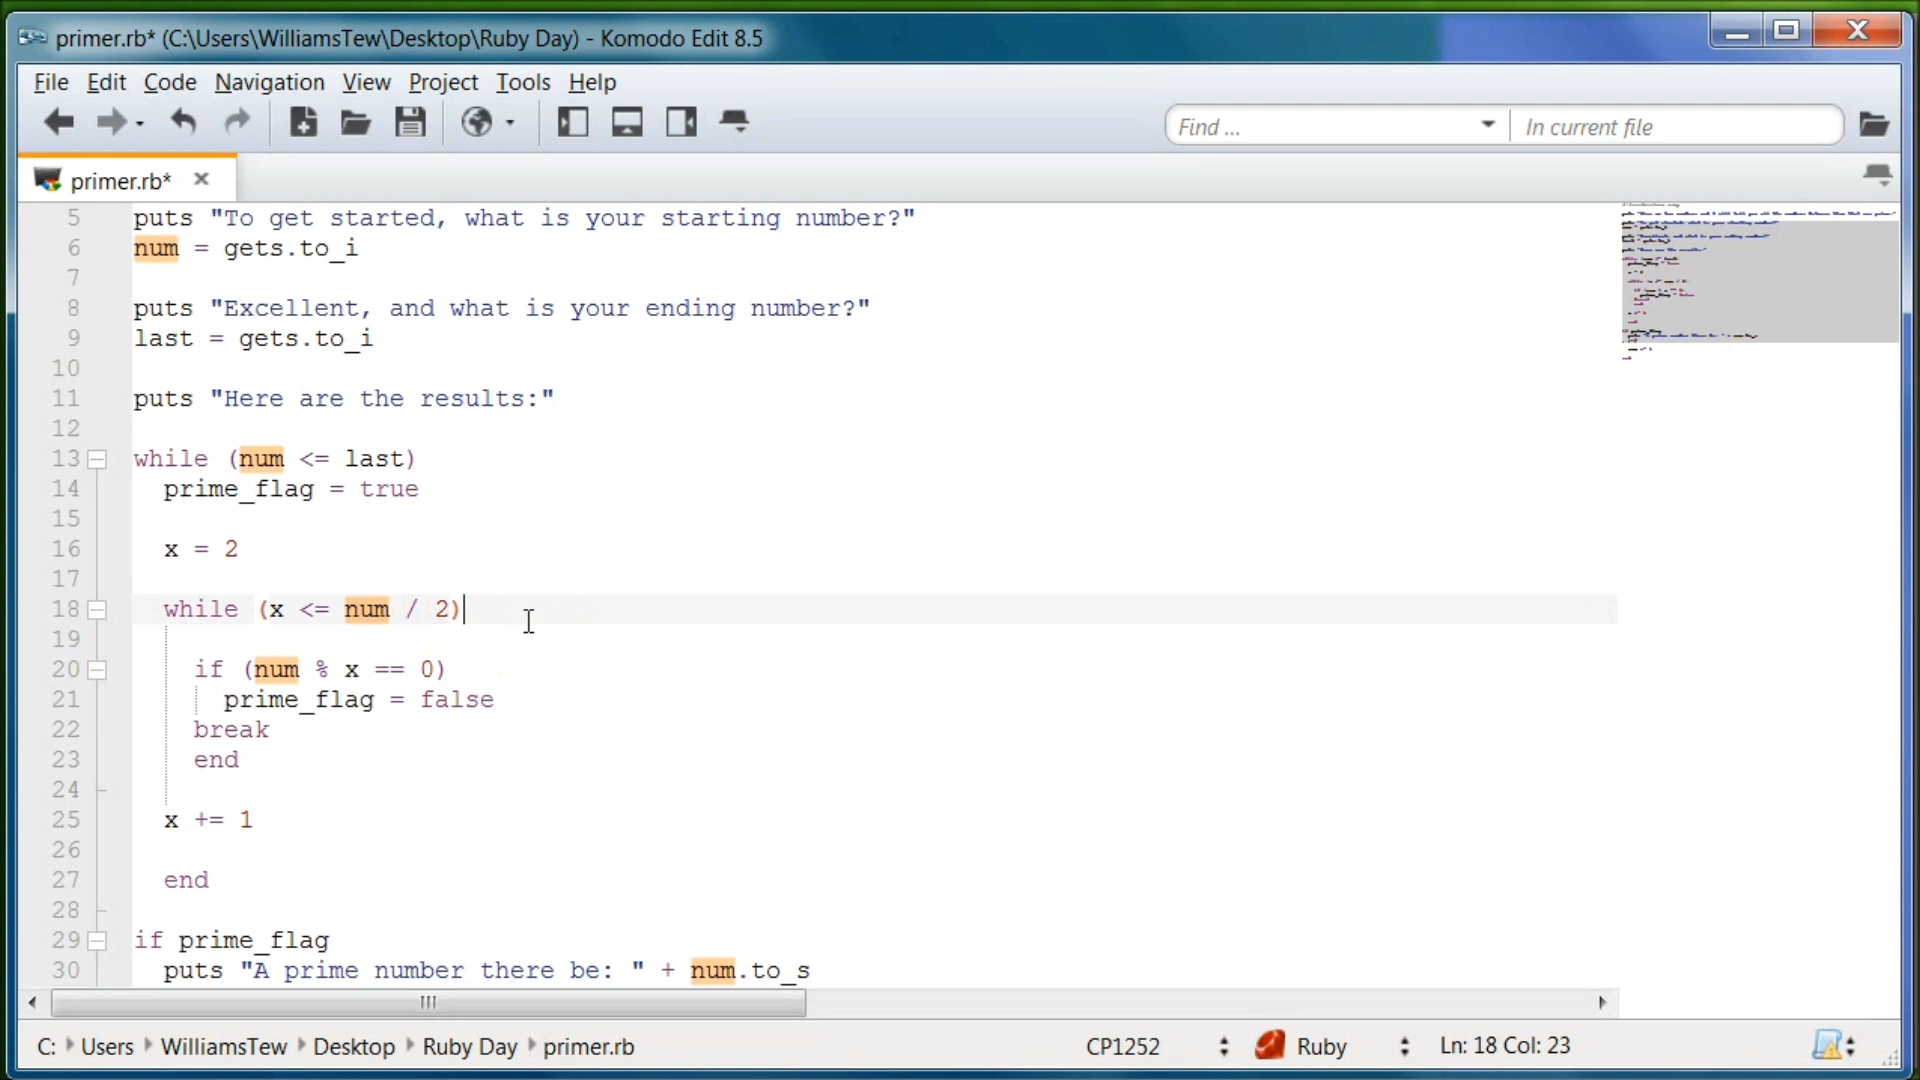 primer.rb* (C:\Users\WilliamsTew\Desktop\Ruby Day) - Komodo Edit 8.5
File Edit Code Navigation View Project Tools Help
Find ... In current file
primer.rb*
5 puts "To get started, what is your starting number?"
6 num = gets.to_i
7
8 puts "Excellent, and what is your ending number?"
9 last = gets.to_i
10
11 puts "Here are the results:"
12
13 while (num <= last)
14 prime_flag = true
15
16 x = 2
17
18 while (x <= num / 2)
19
20 if (num % x == 0)
21 prime_flag = false
22 break
23 end
24
25 x += 1
26
27 end
28
29 if prime_flag
30 puts "A prime number there be: " + num.to_s
C: Users WilliamsTew Desktop Ruby Day primer.rb CP1252 Ruby Ln: 18 Col: 23